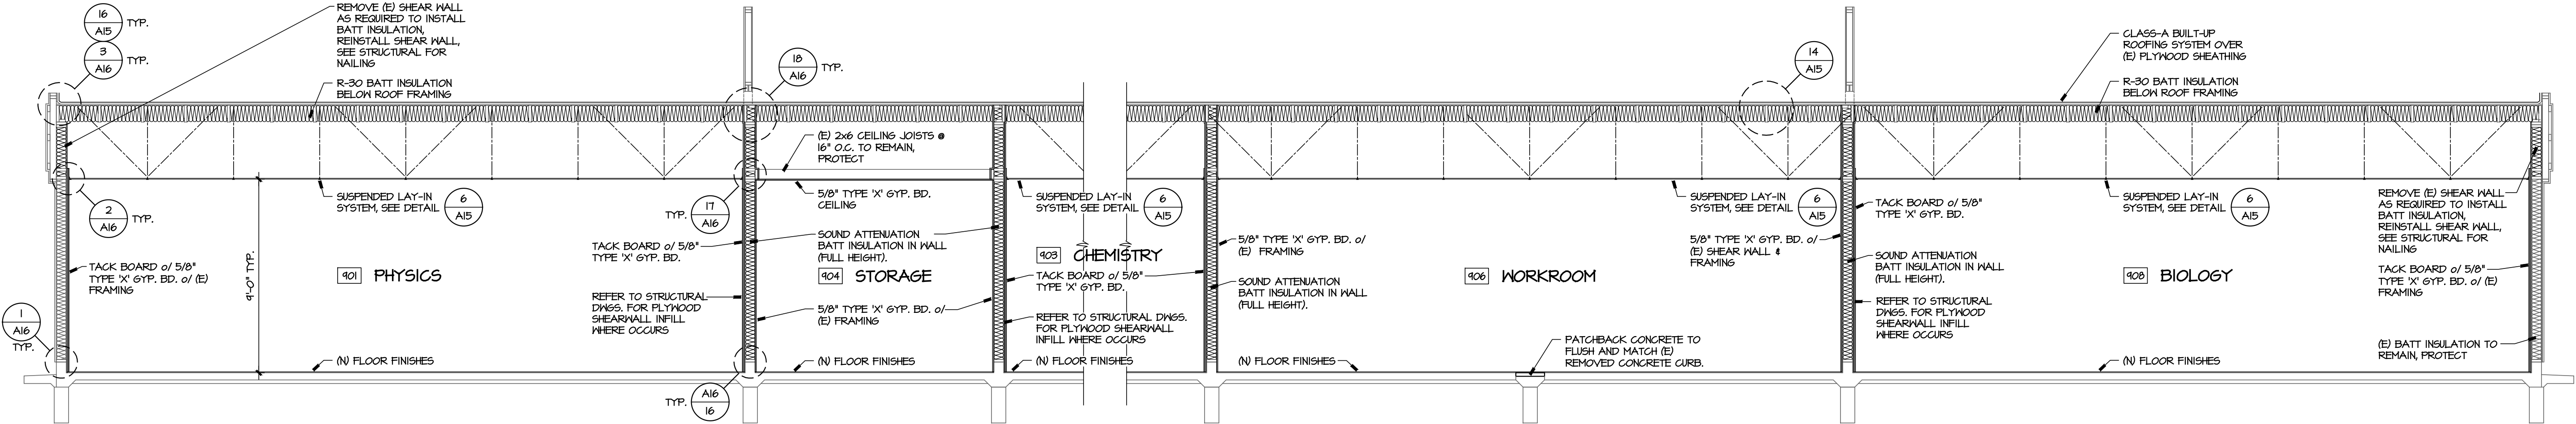 16
A15
TYP.
3
A16
TYP.
REMOVE (E) SHEAR WALL
AS REQUIRED TO INSTALL
BATT INSULATION,
REINSTALL SHEAR WALL,
SEE STRUCTURAL FOR
NAILING
R-30 BATT INSULATION
BELOW ROOF FRAMING
18
A16
TYP.
14
A15
CLASS-A BUILT-UP
ROOFING SYSTEM OVER
(E) PLYWOOD SHEATHING
R-30 BATT INSULATION
BELOW ROOF FRAMING
(E) 2x6 CEILING JOISTS @
16" O.C. TO REMAIN,
PROTECT
2
A16
TYP.
SUSPENDED LAY-IN
SYSTEM, SEE DETAIL
6
A15
TYP.
17
A16
5/8" TYPE 'X' GYP. BD.
CEILING
SUSPENDED LAY-IN
SYSTEM, SEE DETAIL
6
A15
SUSPENDED LAY-IN
SYSTEM, SEE DETAIL
6
A15
TACK BOARD o/ 5/8"
TYPE 'X' GYP. BD.
SUSPENDED LAY-IN
SYSTEM, SEE DETAIL
6
A15
REMOVE (E) SHEAR WALL
AS REQUIRED TO INSTALL
BATT INSULATION,
REINSTALL SHEAR WALL,
SEE STRUCTURAL FOR
NAILING
TACK BOARD o/ 5/8"
TYPE 'X' GYP. BD. o/ (E)
FRAMING
9'-0" TYP.
901 PHYSICS
TACK BOARD o/ 5/8"
TYPE 'X' GYP. BD.
SOUND ATTENUATION
BATT INSULATION IN WALL
(FULL HEIGHT).
904 STORAGE
903 CHEMISTRY
TACK BOARD o/ 5/8"
TYPE 'X' GYP. BD.
5/8" TYPE 'X' GYP. BD. o/
(E) FRAMING
SOUND ATTENUATION
BATT INSULATION IN WALL
(FULL HEIGHT).
906 WORKROOM
5/8" TYPE 'X' GYP. BD. o/
(E) SHEAR WALL &
FRAMING
SOUND ATTENUATION
BATT INSULATION IN WALL
(FULL HEIGHT).
908 BIOLOGY
TACK BOARD o/ 5/8"
TYPE 'X' GYP. BD. o/ (E)
FRAMING
REFER TO STRUCTURAL
DWGS. FOR PLYWOOD
SHEARWALL INFILL
WHERE OCCURS
5/8" TYPE 'X' GYP. BD. o/
(E) FRAMING
REFER TO STRUCTURAL DWGS.
FOR PLYWOOD SHEARWALL
INFILL WHERE OCCURS
REFER TO STRUCTURAL
DWGS. FOR PLYWOOD
SHEARWALL INFILL
WHERE OCCURS
1
A16
TYP.
(N) FLOOR FINISHES
(N) FLOOR FINISHES
(N) FLOOR FINISHES
(N) FLOOR FINISHES
PATCHBACK CONCRETE TO
FLUSH AND MATCH (E)
REMOVED CONCRETE CURB.
(N) FLOOR FINISHES
(E) BATT INSULATION TO
REMAIN, PROTECT
TYP.
A16
16